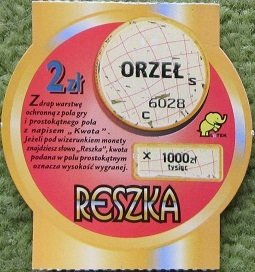 2 zł
Zdrap warstwę
ochronną z pola gry
i prostokątnego pola
z napisem „Kwota".
Jeżeli pod wizerunkiem monety
znajdziesz słowo „Reszka", kwota
podana w polu prostokątnym
oznacza wysokość wygranej.
ORZEŁ
S
6028
C
x 1000 zł
tysiąc
RESZKA